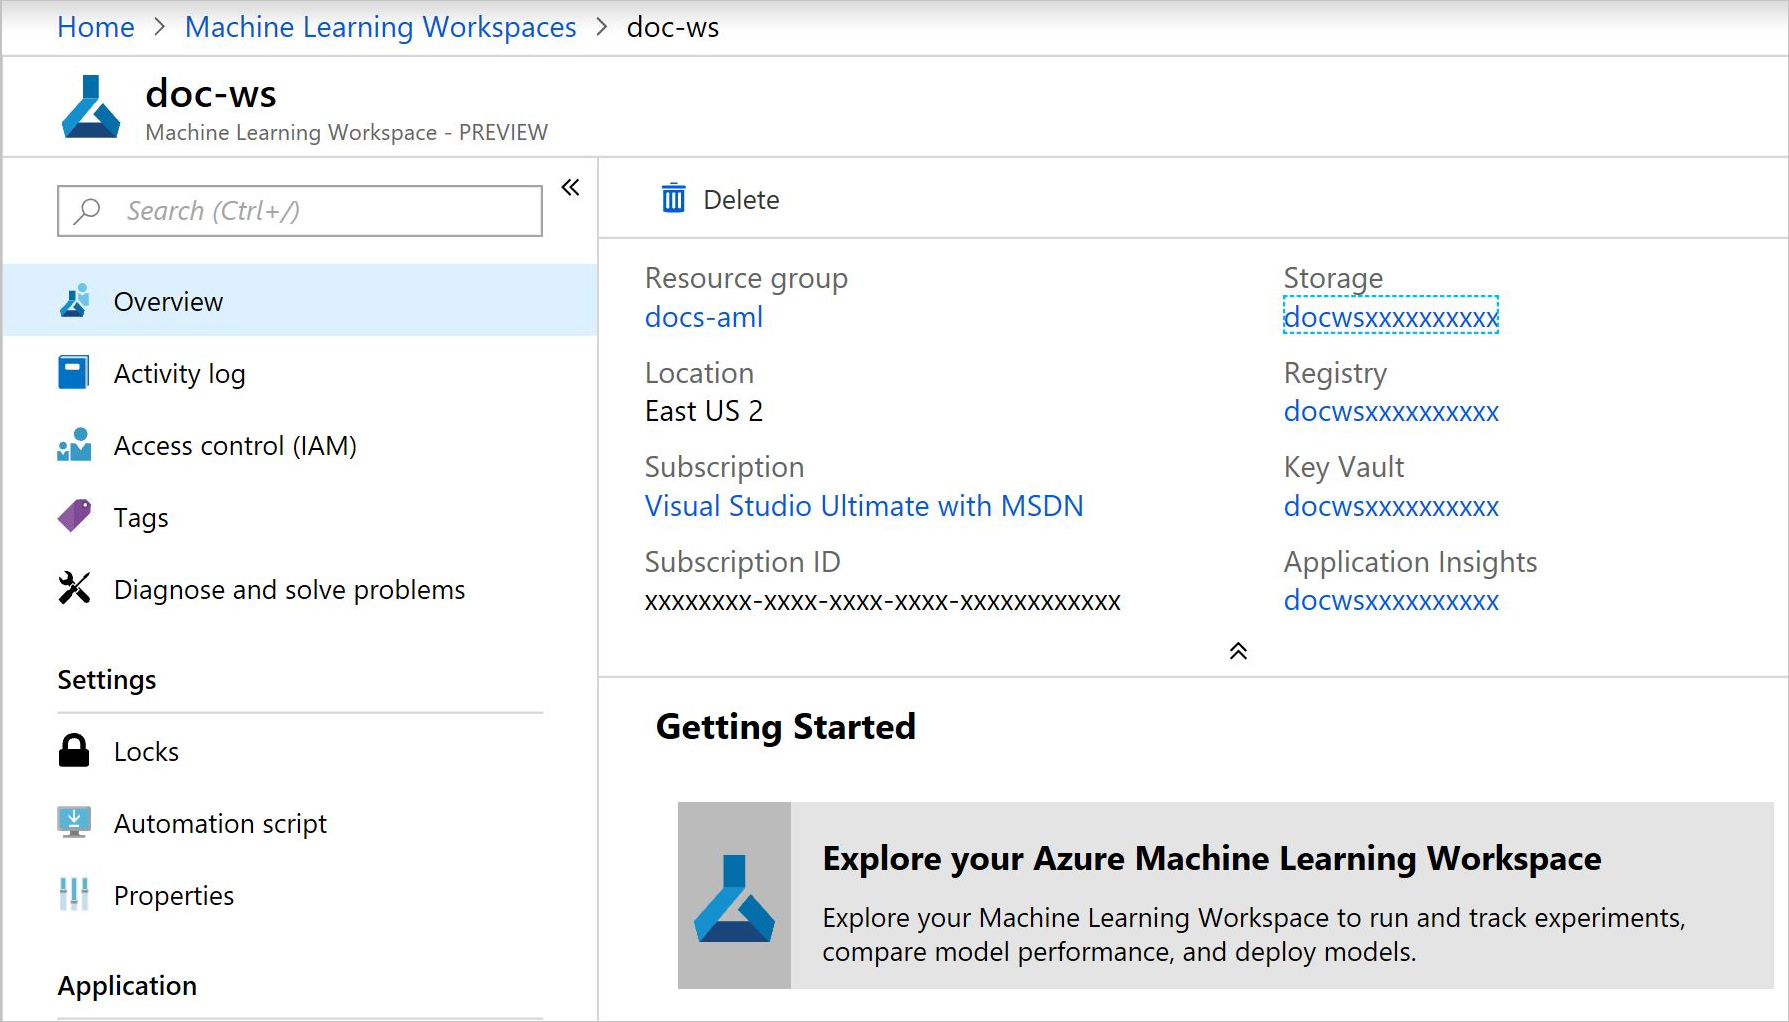 Home > Machine Learning Workspaces > doc-ws
doc-ws
Machine Learning Workspace - PREVIEW
Search (Ctrl+/)
Overview
Activity log
Access control (IAM)
Tags
Diagnose and solve problems
Settings
Locks
Automation script
Properties
Application
Delete
Resource group
docs-aml
Location
East US 2
Subscription
Visual Studio Ultimate with MSDN
Subscription ID
xxxxxxxx-xxxx-xxxx-xxxx-xxxxxxxxxxxx
Storage
docwsxxxxxxxxxx
Registry
docwsxxxxxxxxxx
Key Vault
docwsxxxxxxxxxx
Application Insights
docwsxxxxxxxxxx
Getting Started
Explore your Azure Machine Learning Workspace
Explore your Machine Learning Workspace to run and track experiments,
compare model performance, and deploy models.